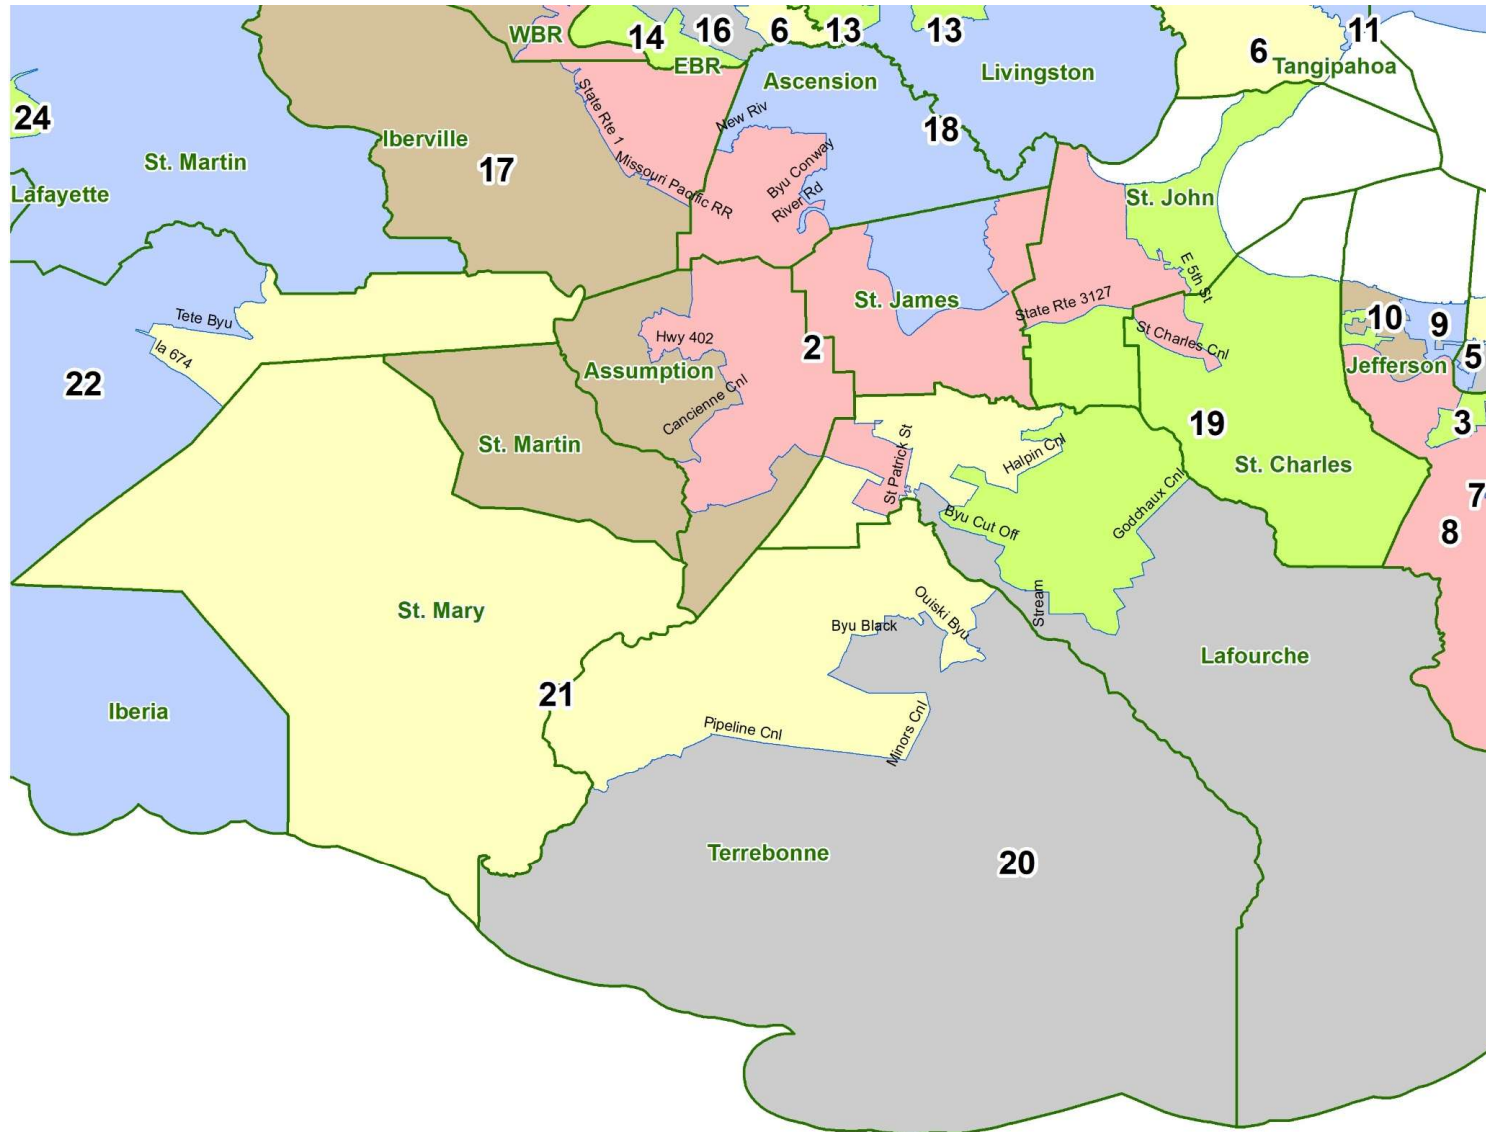 WBR
14
16
6
13
13
11
6
EBR
Tangipahoa
Ascension
Livingston
24
State Rte 1
New Riv
18
St. Martin
Iberville
17
Missouri Pacific RR
Byu Conway
River Rd
Lafayette
St. John
E 5th St
St. James
State Rte 3127
Tete Byu
la 674
Hwy 402
2
St Charles Cnl
10
9
5
Jefferson
22
Assumption
Cancienne Cnl
3
St. Martin
St Patrick St
Halpin Cnl
19
St. Charles
Godchaux Cnl
7
8
Byu Cut Off
St. Mary
Ouiski Byu
Stream
Byu Black
Lafourche
21
Iberia
Pipeline Cnl
Minors Cnl
Terrebonne
20